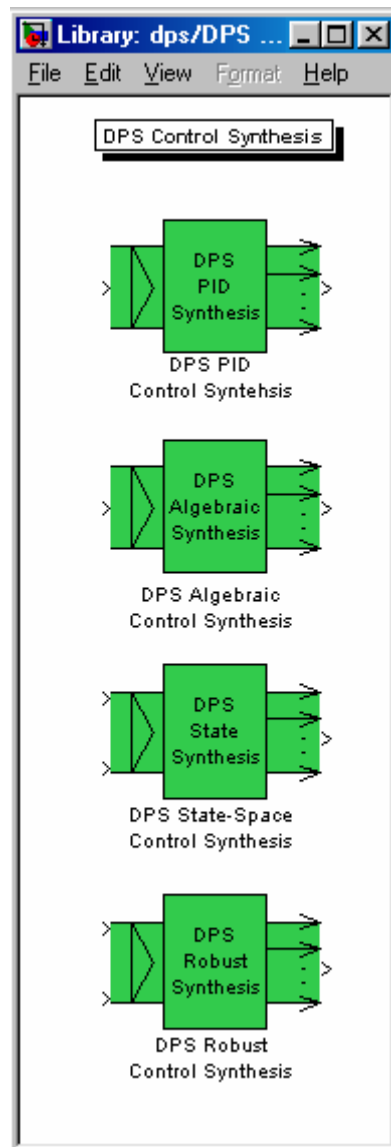 Library: dps/DPS ...
File Edit View Format Help
DPS Control Synthesis
DPS
PID
Synthesis
DPS PID
Control Syntehsis
DPS
Algebraic
Synthesis
DPS Algebraic
Control Synthesis
DPS
State
Synthesis
DPS State-Space
Control Synthesis
DPS
Robust
Synthesis
DPS Robust
Control Synthesis